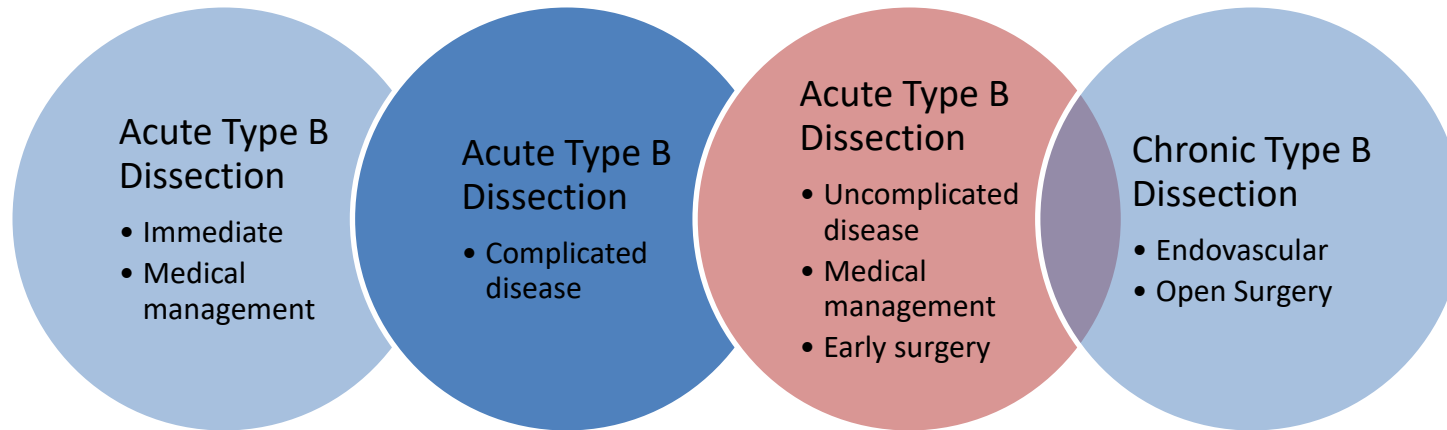 Acute Type B
Dissection
• Immediate
• Medical
management
Acute Type B
Dissection
• Complicated
disease
Acute Type B
Dissection
• Uncomplicated
disease
• Medical
management
• Early surgery
Chronic Type B
Dissection
• Endovascular
• Open Surgery